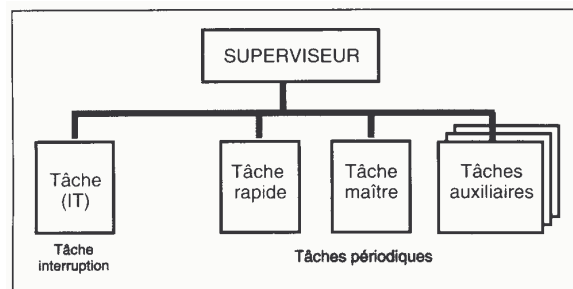 SUPERVISEUR
Tâche
(IT)
Tâche
rapide
Tâche
maître
Tâches
auxiliaires
Tâche
interruption
Tâches périodiques